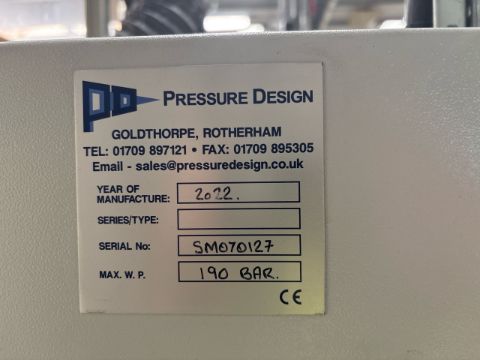 PD PRESSURE DESIGN
GOLDTHORPE, ROTHERHAM
TEL: 01709 897121 • FAX: 01709 895305
Email - sales@pressuredesign.co.uk
YEAR OF
MANUFACTURE: 2022.
SERIES/TYPE:
SERIAL No: SM070127
MAX. W. P. 190 BAR.
CE